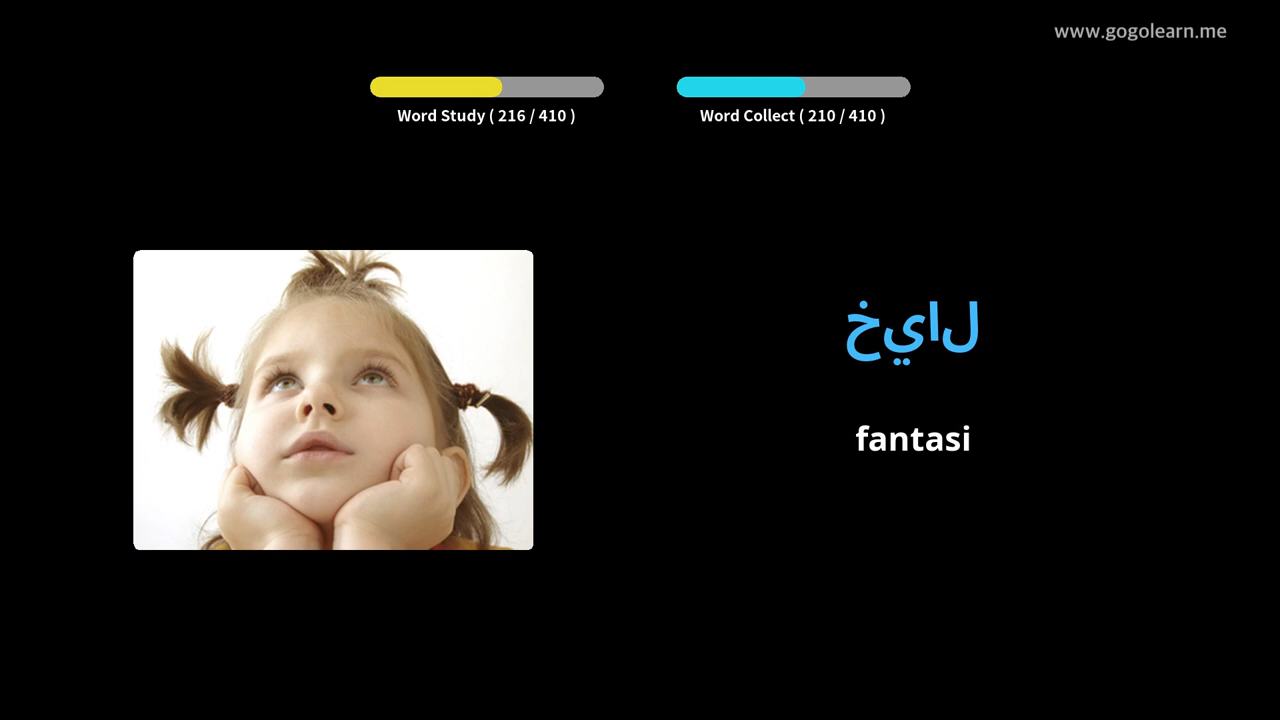 www.gogolearn.me
Word Study ( 216 / 410 )
Word Collect ( 210 / 410 )
خيال
fantasi